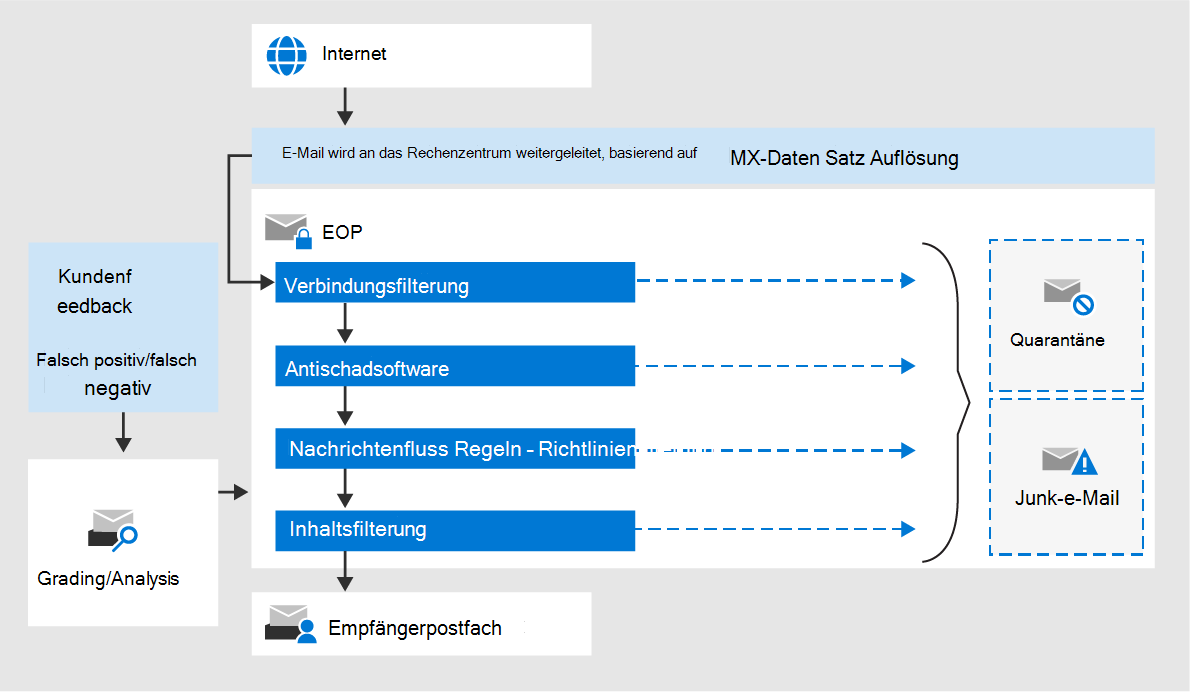 Internet
E-Mail wird an das Rechenzentrum weitergeleitet, basierend auf MX-Daten Satz Auflösung
EOP
Verbindungsfilterung
Antischadsoftware
Nachrichtenfluss Regeln - Richtlinien
Inhaltsfilterung
Quarantäne
Junk-e-Mail
Kundenf
eedback
Falsch positiv/falsch
negativ
Grading/Analysis
Empfängerpostfach